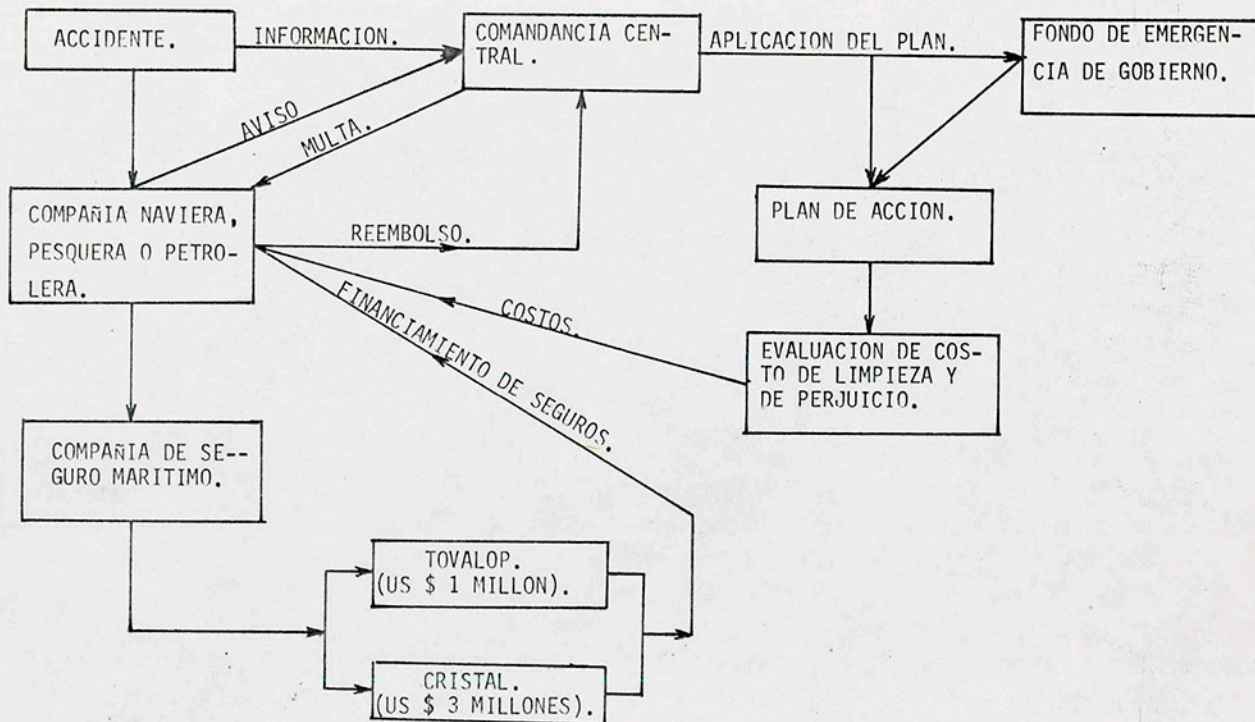 ACCIDENTE.
INFORMACION.
COMANDANCIA CEN-
TRAL.
APLICACION DEL PLAN.
FONDO DE EMERGEN-
CIA DE GOBIERNO.
AVISO
MULTA.
COMPAÑIA NAVIERA,
PESQUERA O PETRO-
LERA.
REEMBOLSO.
PLAN DE ACCION.
COSTOS.
FINANCIAMIENTO DE SEGUROS.
EVALUACION DE COS-
TO DE LIMPIEZA Y
DE PERJUICIO.
COMPAÑIA DE SE--
GURO MARITIMO.
TOVALOP.
(US $ 1 MILLON).
CRISTAL.
(US $ 3 MILLONES).